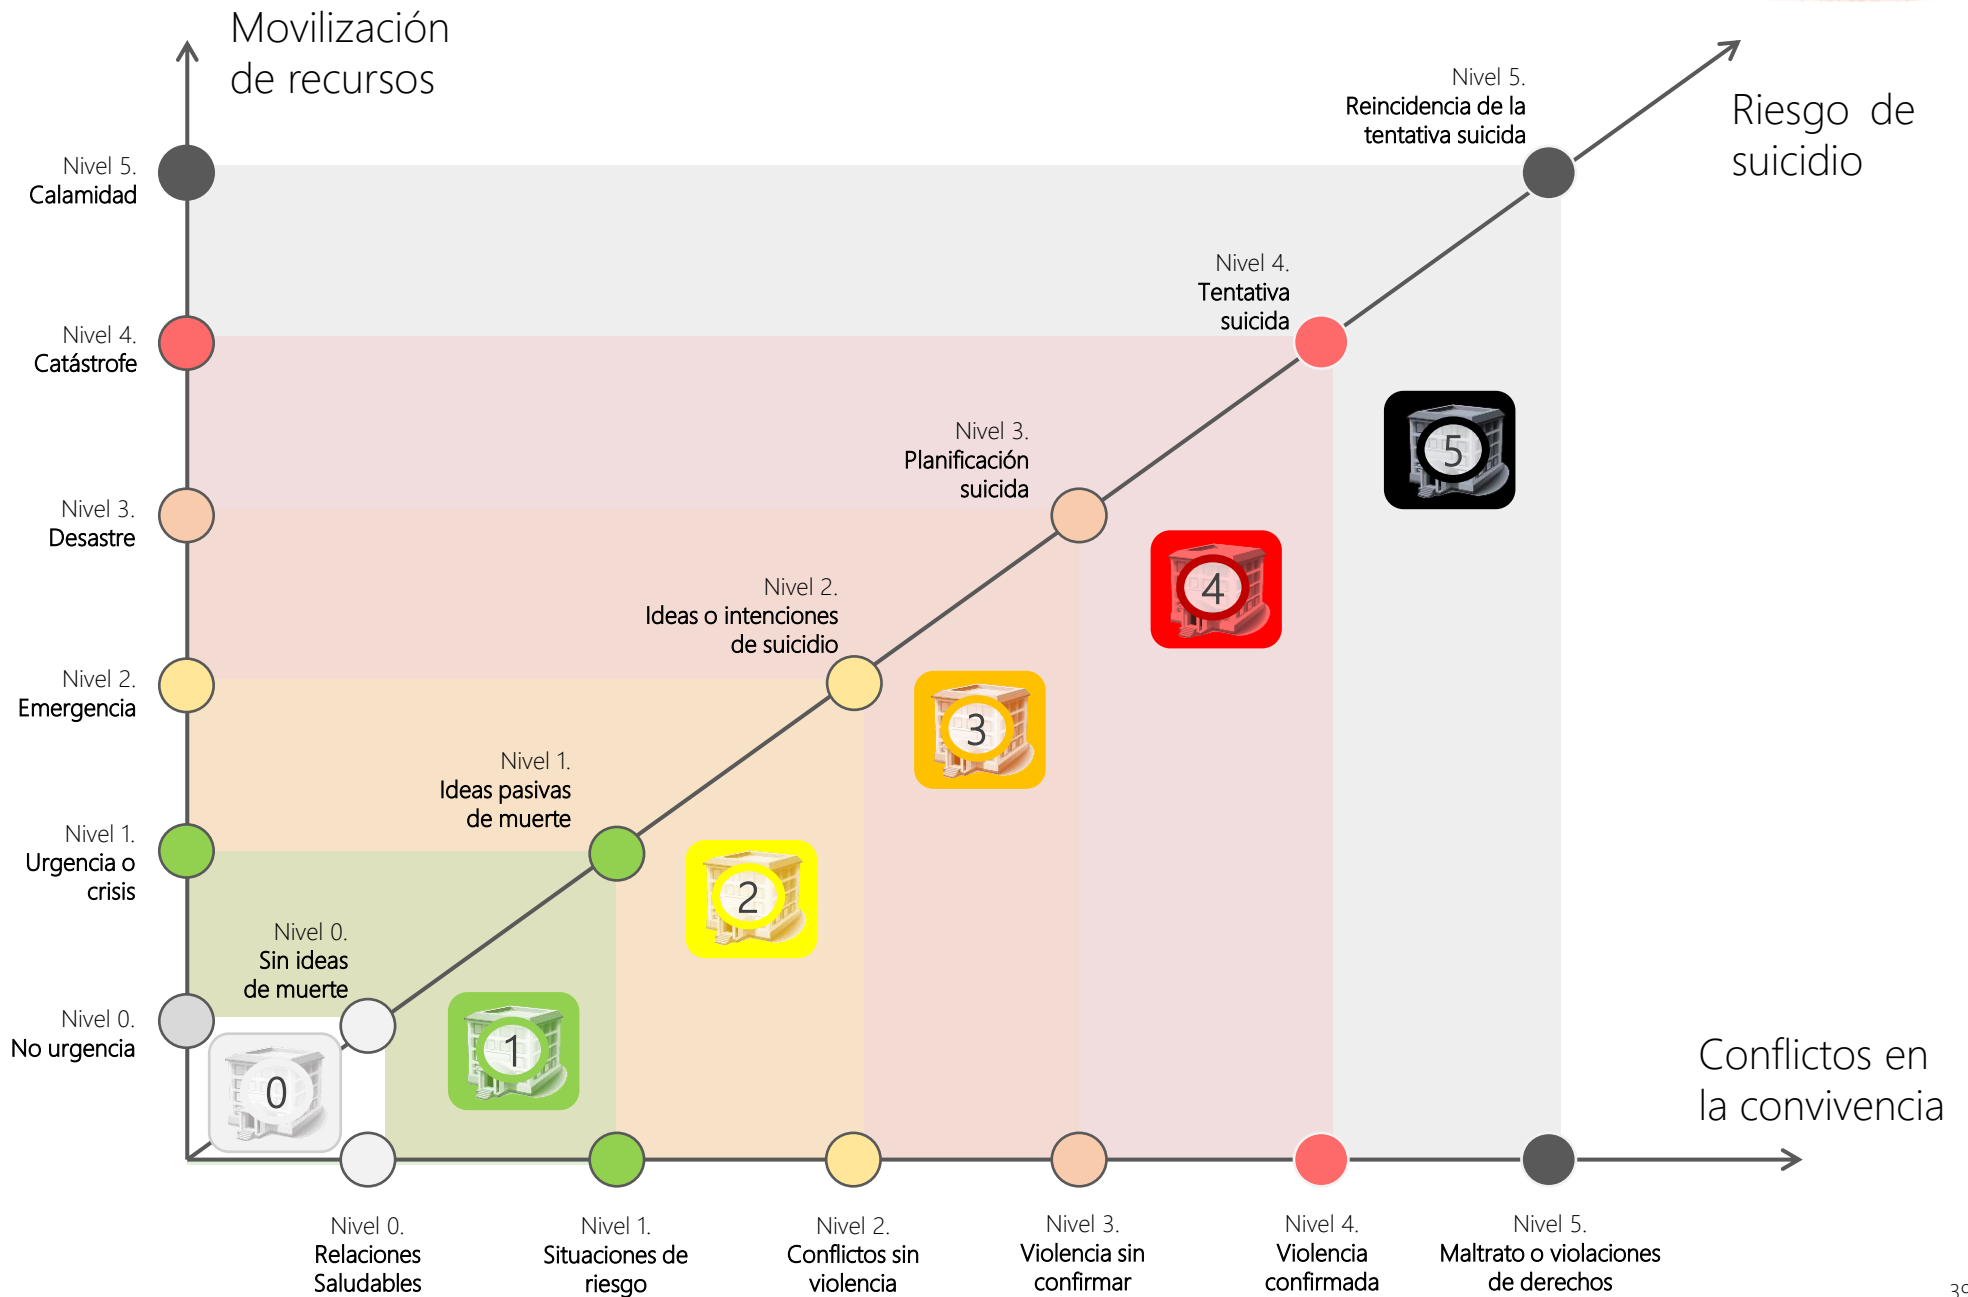 Movilización
de recursos
Riesgo de
suicidio
Nivel 5.
Reincidencia de la
tentativa suicida
Nivel 5.
Calamidad
Nivel 4.
Tentativa
suicida
Nivel 4.
Catástrofe
Nivel 3.
Planificación
suicida
5
Nivel 3.
Desastre
4
Nivel 2.
Ideas o intenciones
de suicidio
Nivel 2.
Emergencia
3
Nivel 1.
Ideas pasivas
de muerte
Nivel 1.
Urgencia o
crisis
2
Nivel 0.
Sin ideas
de muerte
Nivel 0.
No urgencia
1
0
Conflictos en
la convivencia
Nivel 0.
Relaciones
Saludables
Nivel 1.
Situaciones de
riesgo
Nivel 2.
Conflictos sin
violencia
Nivel 3.
Violencia sin
confirmar
Nivel 4.
Violencia
confirmada
Nivel 5.
Maltrato o violaciones
de derechos
39